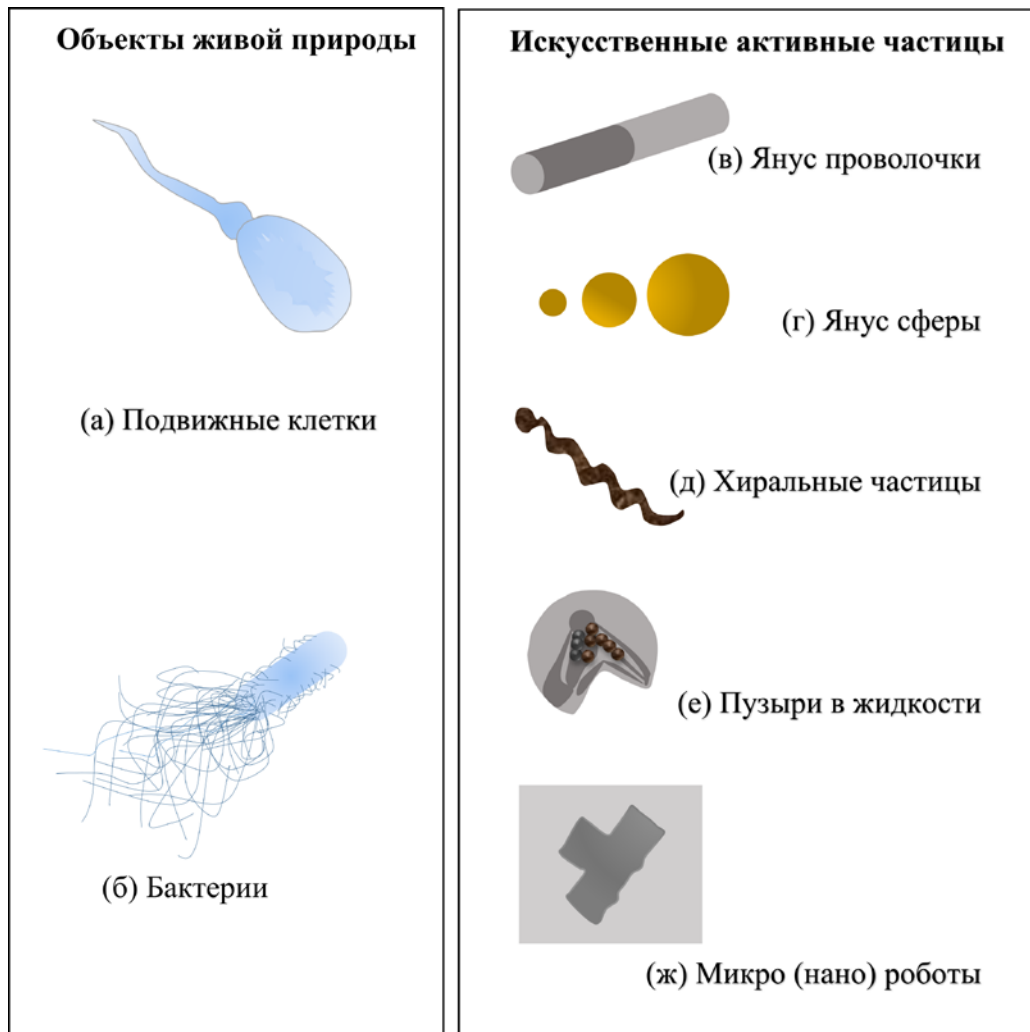 Объекты живой природы
(а) Подвижные клетки
(б) Бактерии
Искусственные активные частицы
(в) Янус проволочки
(г) Янус сферы
(д) Хиральные частицы
(е) Пузыри в жидкости
(ж) Микро (нано) роботы